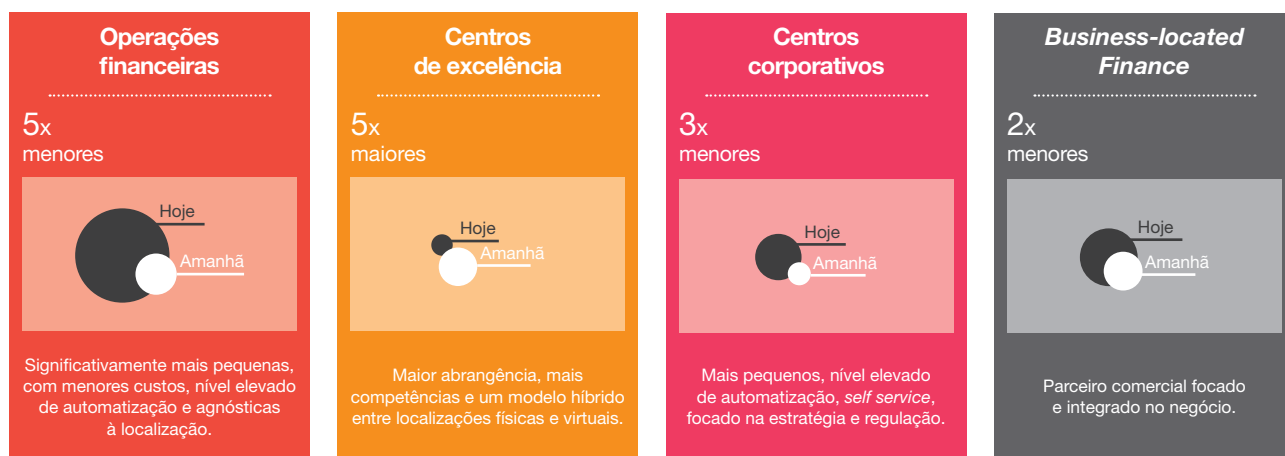 Operações
financeiras
5x
menores
Hoje
Amanhã
Significativamente mais pequenas,
com menores custos, nível elevado
de automatização e agnósticas
à localização.
Centros
de excelência
5x
maiores
Hoje
Amanhã
Maior abrangência, mais
competências e um modelo híbrido
entre localizações físicas e virtuais.
Centros
corporativos
3x
menores
Hoje
Amanhã
Mais pequenos, nível elevado
de automatização, self service,
focado na estratégia e regulação.
Business-located
Finance
2x
menores
Hoje
Amanhã
Parceiro comercial focado
e integrado no negócio.